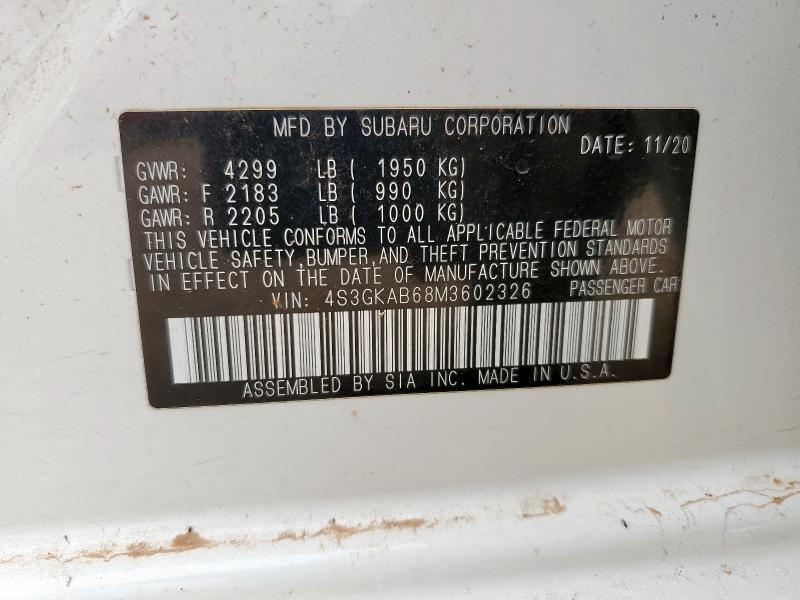 MFD BY SUBARU CORPORATION
DATE: 11/20
GVWR: 4299 LB ( 1950 KG)
GAWR: F 2183 LB ( 990 KG)
GAWR: R 2205 LB ( 1000 KG)
THIS VEHICLE CONFORMS TO ALL APPLICABLE FEDERAL MOTOR
VEHICLE SAFETY, BUMPER, AND THEFT PREVENTION STANDARDS
IN EFFECT ON THE DATE OF MANUFACTURE SHOWN ABOVE.
VIN: 4S3GKAB68M3602326 PASSENGER CAR
ASSEMBLED BY SIA INC. MADE IN U.S.A.